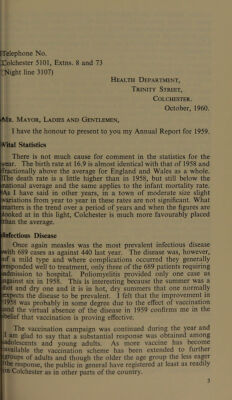 Telephone No.
Colchester 5101, Extns. 8 and 73
(Night line 3107)
Health Department,
Trinity Street,
Colchester.
October, 1960.
Mr. Mayor, Ladies and Gentlemen,
I have the honour to present to you my Annual Report for 1959.
Vital Statistics
There is not much cause for comment in the statistics for the
year. The birth rate at 16.9 is almost identical with that of 1958 and
fractionally above the average for England and Wales as a whole.
The death rate is a little higher than in 1958, but still below the
national average and the same applies to the infant mortality rate.
As I have said in other years, in a town of moderate size slight
variations from year to year in these rates are not significant. What
matters is the trend over a period of years and when the figures are
looked at in this light, Colchester is much more favourably placed
than the average.
Infectious Disease
Once again measles was the most prevalent infectious disease
with 689 cases as against 440 last year. The disease was, however,
of a mild type and where complications occurred they generally
responded well to treatment, only three of the 689 patients requiring
admission to hospital. Poliomyelitis provided only one case as
against six in 1958. This is interesting because the summer was a
hot and dry one and it is in hot, dry summers that one normally
expects the disease to be prevalent. I felt that the improvement in
1958 was probably in some degree due to the effect of vaccination
and the virtual absence of the disease in 1959 confirms me in the
belief that vaccination is proving effective.
The vaccination campaign was continued during the year and
I am glad to say that a substantial response was obtained among
adolescents and young adults. As more vaccine has become
available the vaccination scheme has been extended to further
groups of adults and though the older the age group the less eager
the response, the public in general have registered at least as readily
in Colchester as in other parts of the country.
3